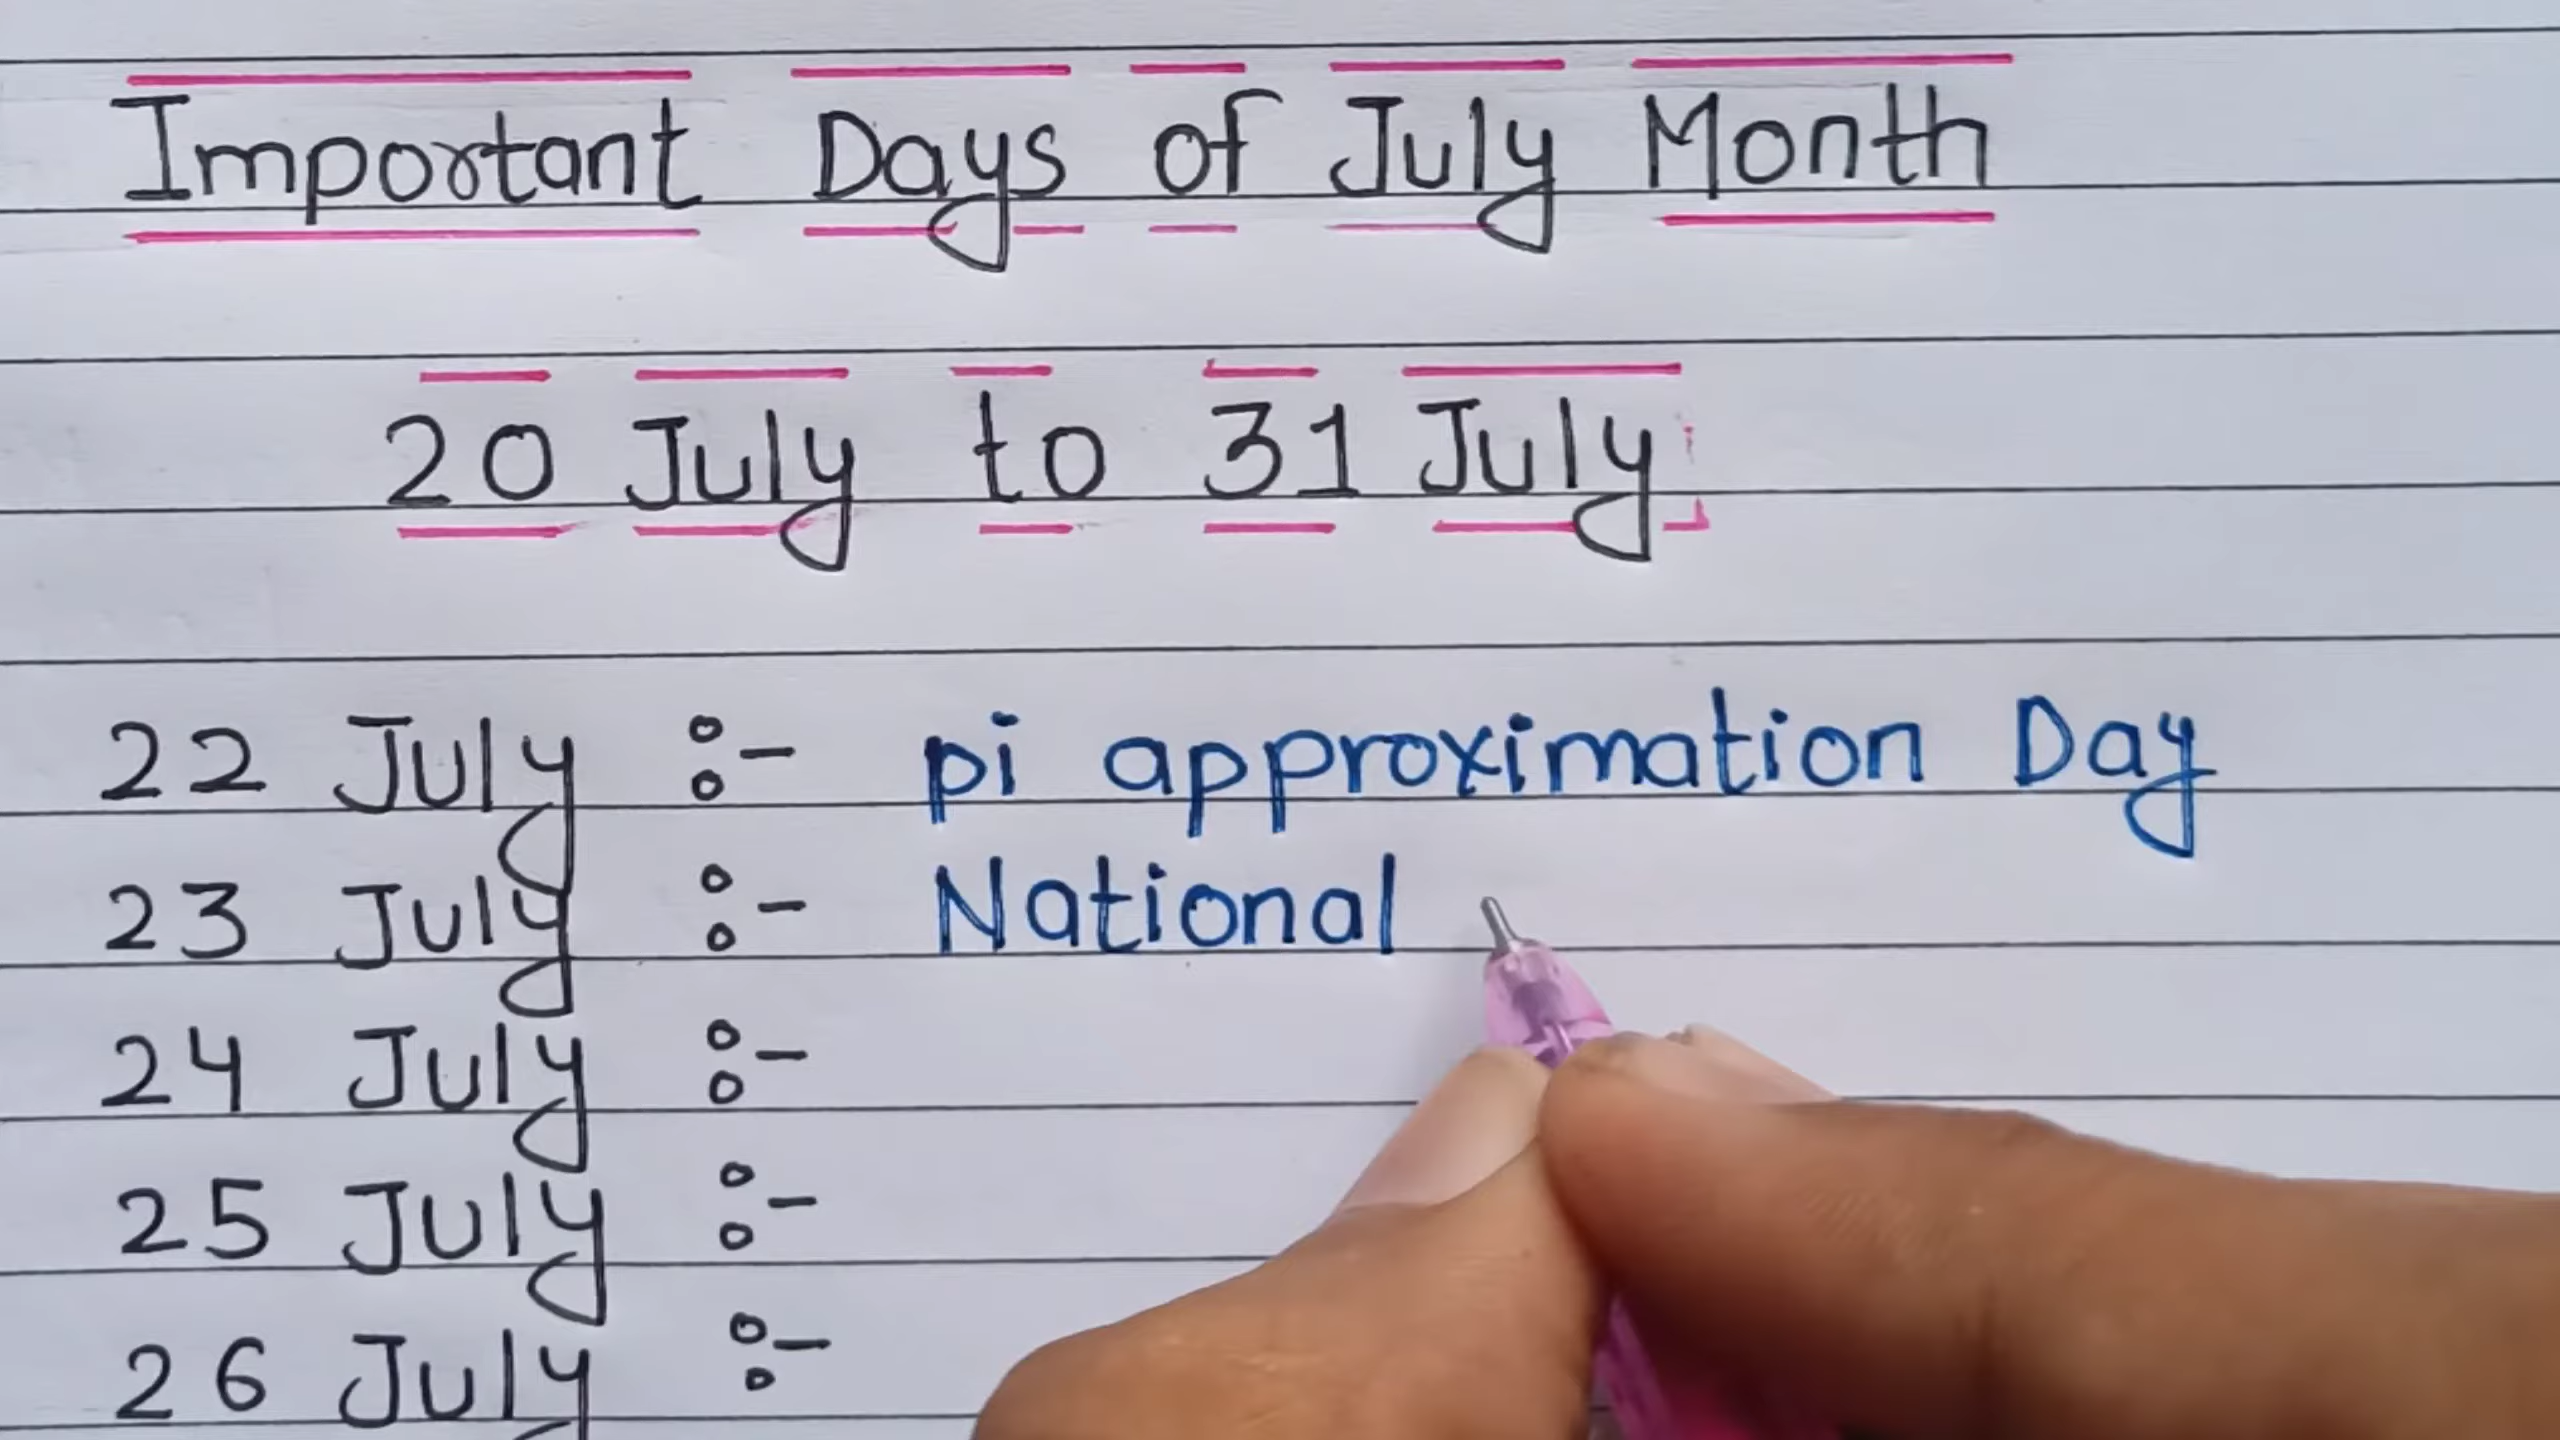 Important Days of July Month
20 July to 31 July
22 July :- pi approximation Day
23 July :- National
24 July :-
25 July :-
26 July :-